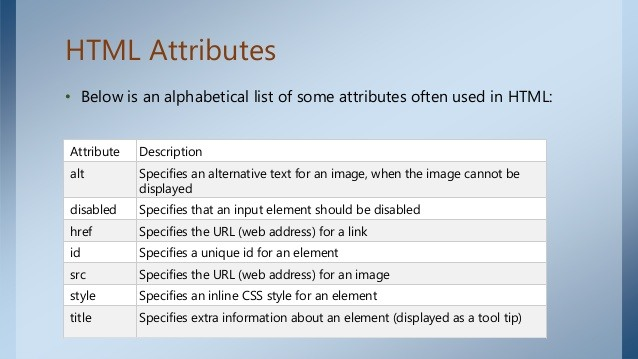 HTML Attributes
• Below is an alphabetical list of some attributes often used in HTML:
Attribute Description
alt Specifies an alternative text for an image, when the image cannot be
displayed
disabled Specifies that an input element should be disabled
href Specifies the URL (web address) for a link
id Specifies a unique id for an element
src Specifies the URL (web address) for an image
style Specifies an inline CSS style for an element
title Specifies extra information about an element (displayed as a tool tip)